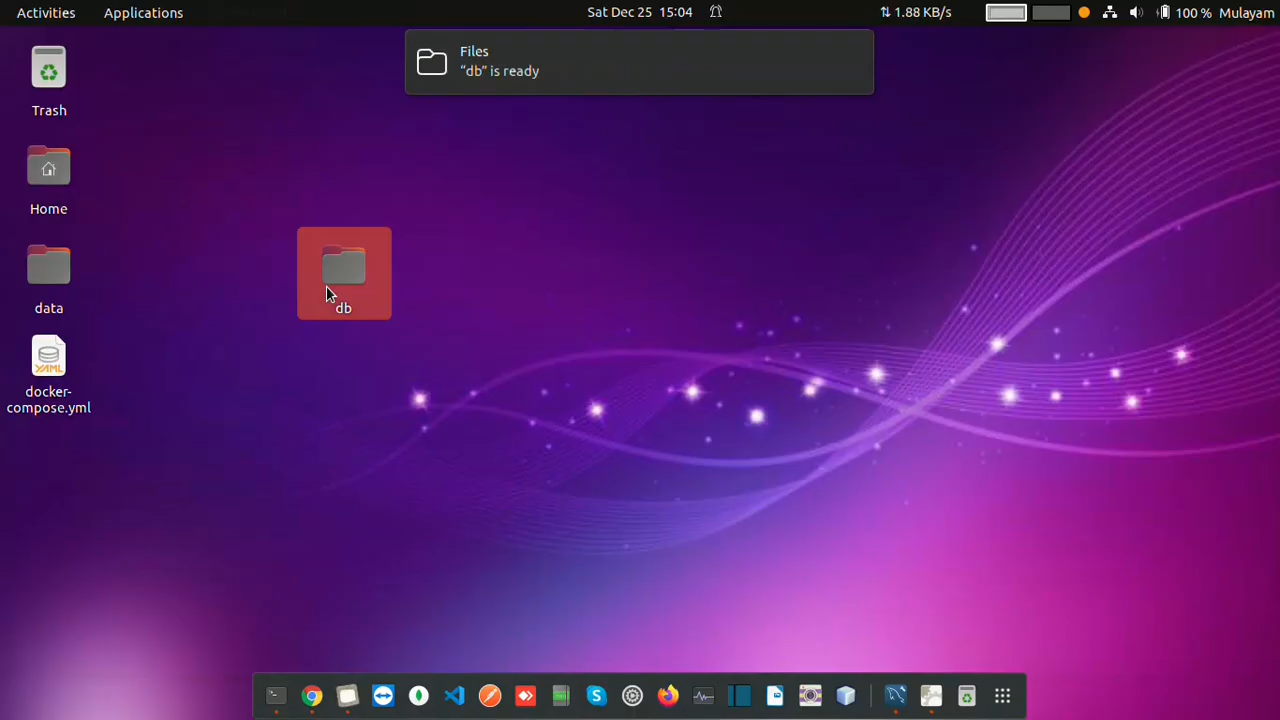 Activities
Applications
Sat Dec 25 15:04
1.88 KB/s
100 %
Mulayam
Files
“db” is ready
Trash
Home
data
docker-
compose.yml
YAML
db